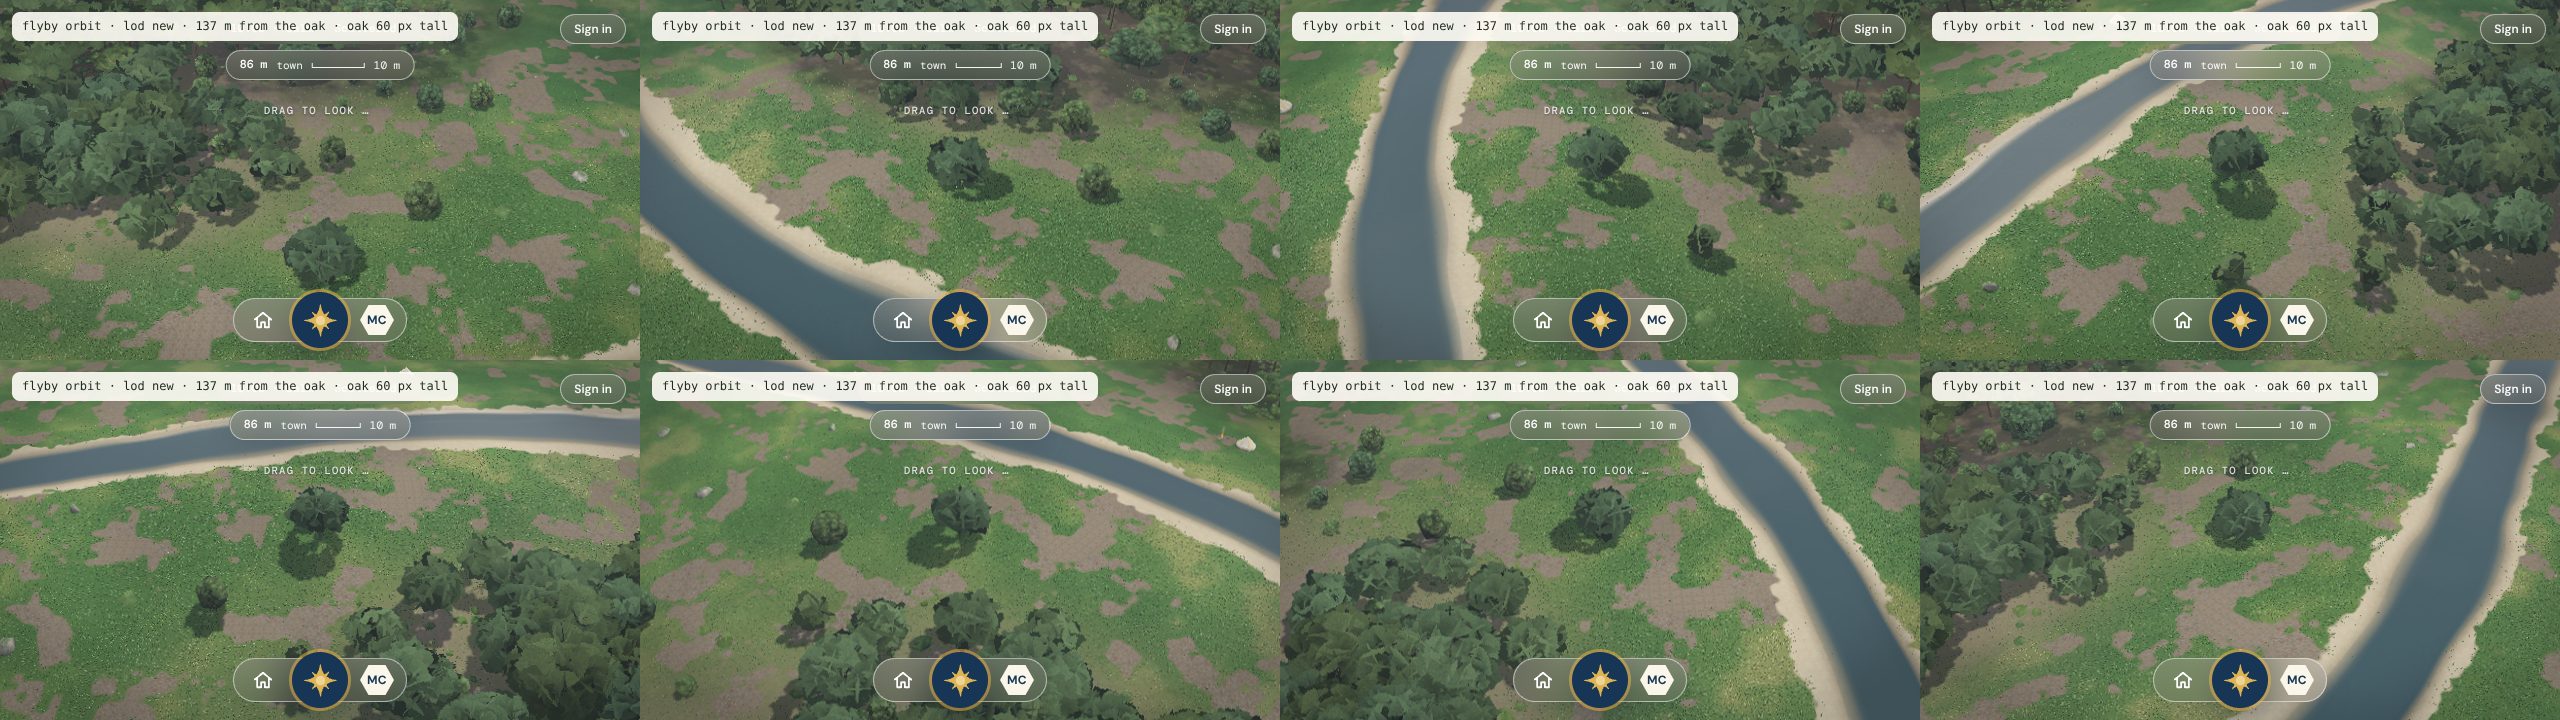 flyby orbit · lod new · 137 m from the oak · oak 60 px tall
Sign in
86 m town 10 m
DRAG TO LOOK …
MC
flyby orbit · lod new · 137 m from the oak · oak 60 px tall
Sign in
86 m town 10 m
DRAG TO LOOK …
MC
flyby orbit · lod new · 137 m from the oak · oak 60 px tall
Sign in
86 m town 10 m
DRAG TO LOOK …
MC
flyby orbit · lod new · 137 m from the oak · oak 60 px tall
Sign in
86 m town 10 m
DRAG TO LOOK …
MC
flyby orbit · lod new · 137 m from the oak · oak 60 px tall
Sign in
86 m town 10 m
DRAG TO LOOK …
MC
flyby orbit · lod new · 137 m from the oak · oak 60 px tall
Sign in
86 m town 10 m
DRAG TO LOOK …
MC
flyby orbit · lod new · 137 m from the oak · oak 60 px tall
Sign in
86 m town 10 m
DRAG TO LOOK …
MC
flyby orbit · lod new · 137 m from the oak · oak 60 px tall
Sign in
86 m town 10 m
DRAG TO LOOK …
MC